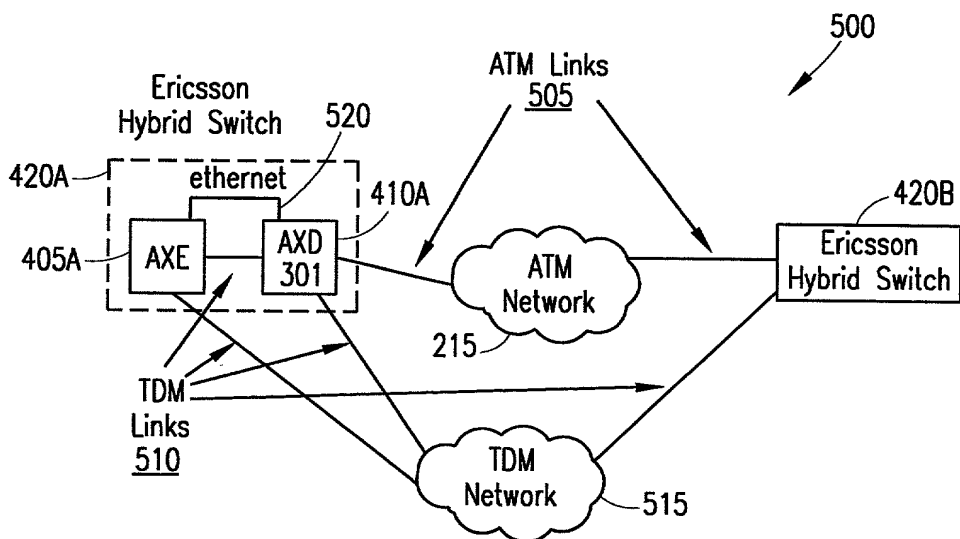 500
ATM Links
505
Ericsson
Hybrid Switch
520
420A
ethernet
410A
420B
405A
AXE
AXD
301
ATM
Network
Ericsson
Hybrid Switch
215
TDM
Links
510
TDM
Network
515